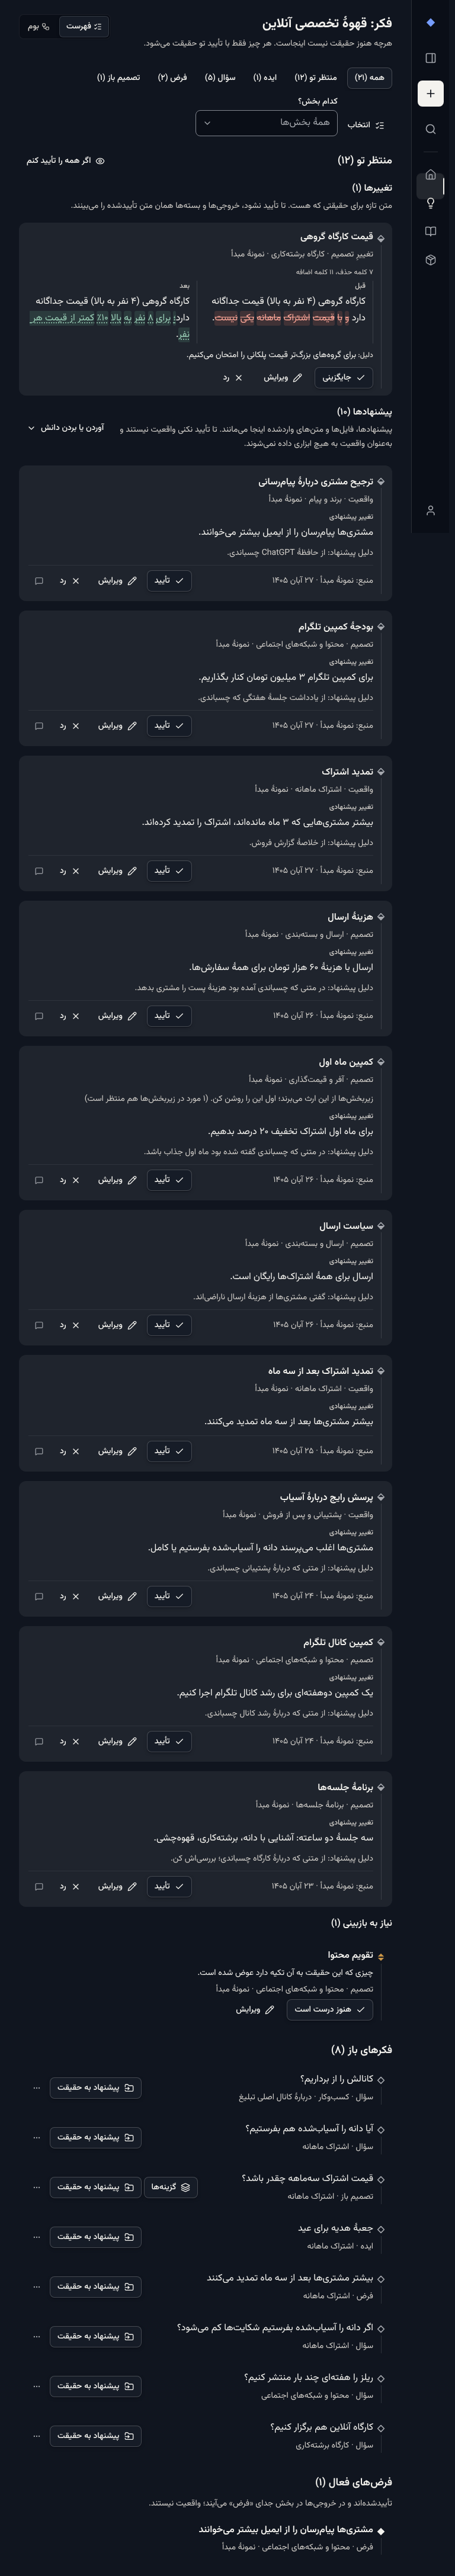 فکر: قهوهٔ تخصصی آنلاین
هرچه هنوز حقیقت نیست اینجاست. هر چیز فقط با تأیید تو حقیقت می‌شود.
فهرست
بوم
همه (۲۱)
منتظر تو (۱۲)
ایده (۱)
سؤال (۵)
فرض (۲)
تصمیم باز (۱)
کدام بخش؟
انتخاب
همهٔ بخش‌ها
منتظر تو (۱۲)
اگر همه را تأیید کنم
تغییرها (۱)
متن تازه برای حقیقتی که هست. تا تأیید نشود، خروجی‌ها و بسته‌ها همان متن تأییدشده را می‌بینند.
قیمت کارگاه گروهی
تغییرِ تصمیم · کارگاه برشته‌کاری · نمونهٔ مبدأ
۷ کلمه حذف، ۱۱ کلمه اضافه
قبل
کارگاه گروهی (۴ نفر به بالا) قیمت جداگانه
دارد و با قیمت اشتراک ماهانه یکی نیست.
بعد
کارگاه گروهی (۴ نفر به بالا) قیمت جداگانه
دارد: برای ۸ نفر به بالا ۱۰٪ کمتر از قیمت هر
نفر.
دلیل: برای گروه‌های بزرگ‌تر قیمت پلکانی را امتحان می‌کنیم.
جایگزینی
ویرایش
رد
پیشنهادها (۱۰)
آوردن یا بردن دانش
پیشنهادها، فایل‌ها و متن‌های واردشده اینجا می‌مانند. تا تأیید نکنی واقعیت نیستند و
به‌عنوان واقعیت به هیچ ابزاری داده نمی‌شوند.
ترجیح مشتری دربارهٔ پیام‌رسانی
واقعیت · برند و پیام · نمونهٔ مبدأ
تغییر پیشنهادی
مشتری‌ها پیام‌رسان را از ایمیل بیشتر می‌خوانند.
دلیل پیشنهاد: از حافظهٔ ChatGPT چسباندی.
منبع: نمونهٔ مبدأ · ۲۷ آبان ۱۴۰۵
تأیید
ویرایش
رد
بودجهٔ کمپین تلگرام
تصمیم · محتوا و شبکه‌های اجتماعی · نمونهٔ مبدأ
تغییر پیشنهادی
برای کمپین تلگرام ۳ میلیون تومان کنار بگذاریم.
دلیل پیشنهاد: از یادداشت جلسهٔ هفتگی که چسباندی.
منبع: نمونهٔ مبدأ · ۲۷ آبان ۱۴۰۵
تأیید
ویرایش
رد
تمدید اشتراک
واقعیت · اشتراک ماهانه · نمونهٔ مبدأ
تغییر پیشنهادی
بیشتر مشتری‌هایی که ۳ ماه مانده‌اند، اشتراک را تمدید کرده‌اند.
دلیل پیشنهاد: از خلاصهٔ گزارش فروش.
منبع: نمونهٔ مبدأ · ۲۷ آبان ۱۴۰۵
تأیید
ویرایش
رد
هزینهٔ ارسال
تصمیم · ارسال و بسته‌بندی · نمونهٔ مبدأ
تغییر پیشنهادی
ارسال با هزینهٔ ۶۰ هزار تومان برای همهٔ سفارش‌ها.
دلیل پیشنهاد: در متنی که چسباندی آمده بود هزینهٔ پست را مشتری بدهد.
منبع: نمونهٔ مبدأ · ۲۶ آبان ۱۴۰۵
تأیید
ویرایش
رد
کمپین ماه اول
تصمیم · آفر و قیمت‌گذاری · نمونهٔ مبدأ
زیربخش‌ها از این ارث می‌برند؛ اول این را روشن کن. (۱ مورد در زیربخش‌ها هم منتظر است)
تغییر پیشنهادی
برای ماه اول اشتراک تخفیف ۲۰ درصد بدهیم.
دلیل پیشنهاد: در متنی که چسباندی گفته شده بود ماه اول جذاب باشد.
منبع: نمونهٔ مبدأ · ۲۶ آبان ۱۴۰۵
تأیید
ویرایش
رد
سیاست ارسال
تصمیم · ارسال و بسته‌بندی · نمونهٔ مبدأ
تغییر پیشنهادی
ارسال برای همهٔ اشتراک‌ها رایگان است.
دلیل پیشنهاد: گفتی مشتری‌ها از هزینهٔ ارسال ناراضی‌اند.
منبع: نمونهٔ مبدأ · ۲۶ آبان ۱۴۰۵
تأیید
ویرایش
رد
تمدید اشتراک بعد از سه ماه
واقعیت · اشتراک ماهانه · نمونهٔ مبدأ
تغییر پیشنهادی
بیشتر مشتری‌ها بعد از سه ماه تمدید می‌کنند.
منبع: نمونهٔ مبدأ · ۲۵ آبان ۱۴۰۵
تأیید
ویرایش
رد
پرسش رایج دربارهٔ آسیاب
واقعیت · پشتیبانی و پس از فروش · نمونهٔ مبدأ
تغییر پیشنهادی
مشتری‌ها اغلب می‌پرسند دانه را آسیاب‌شده بفرستیم یا کامل.
دلیل پیشنهاد: از متنی که دربارهٔ پشتیبانی چسباندی.
منبع: نمونهٔ مبدأ · ۲۴ آبان ۱۴۰۵
تأیید
ویرایش
رد
کمپین کانال تلگرام
تصمیم · محتوا و شبکه‌های اجتماعی · نمونهٔ مبدأ
تغییر پیشنهادی
یک کمپین دوهفته‌ای برای رشد کانال تلگرام اجرا کنیم.
دلیل پیشنهاد: از متنی که دربارهٔ رشد کانال چسباندی.
منبع: نمونهٔ مبدأ · ۲۴ آبان ۱۴۰۵
تأیید
ویرایش
رد
برنامهٔ جلسه‌ها
تصمیم · برنامهٔ جلسه‌ها · نمونهٔ مبدأ
تغییر پیشنهادی
سه جلسهٔ دو ساعته: آشنایی با دانه، برشته‌کاری، قهوه‌چشی.
دلیل پیشنهاد: از متنی که دربارهٔ کارگاه چسباندی؛ بررسی‌اش کن.
منبع: نمونهٔ مبدأ · ۲۳ آبان ۱۴۰۵
تأیید
ویرایش
رد
نیاز به بازبینی (۱)
تقویم محتوا
چیزی که این حقیقت به آن تکیه دارد عوض شده است.
تصمیم · محتوا و شبکه‌های اجتماعی · نمونهٔ مبدأ
هنوز درست است
ویرایش
فکرهای باز (۸)
کانالش را از برداریم؟
سؤال · کسب‌وکار · دربارهٔ کانال اصلی تبلیغ
پیشنهاد به حقیقت
آیا دانه را آسیاب‌شده هم بفرستیم؟
سؤال · اشتراک ماهانه
پیشنهاد به حقیقت
قیمت اشتراک سه‌ماهه چقدر باشد؟
تصمیم باز · اشتراک ماهانه
گزینه‌ها
پیشنهاد به حقیقت
جعبهٔ هدیه برای عید
ایده · اشتراک ماهانه
پیشنهاد به حقیقت
بیشتر مشتری‌ها بعد از سه ماه تمدید می‌کنند
فرض · اشتراک ماهانه
پیشنهاد به حقیقت
اگر دانه را آسیاب‌شده بفرستیم شکایت‌ها کم می‌شود؟
سؤال · اشتراک ماهانه
پیشنهاد به حقیقت
ریلز را هفته‌ای چند بار منتشر کنیم؟
سؤال · محتوا و شبکه‌های اجتماعی
پیشنهاد به حقیقت
کارگاه آنلاین هم برگزار کنیم؟
سؤال · کارگاه برشته‌کاری
پیشنهاد به حقیقت
فرض‌های فعال (۱)
تأییدشده‌اند و در خروجی‌ها در بخش جدای «فرض» می‌آیند؛ واقعیت نیستند.
مشتری‌ها پیام‌رسان را از ایمیل بیشتر می‌خوانند
فرض · محتوا و شبکه‌های اجتماعی · نمونهٔ مبدأ